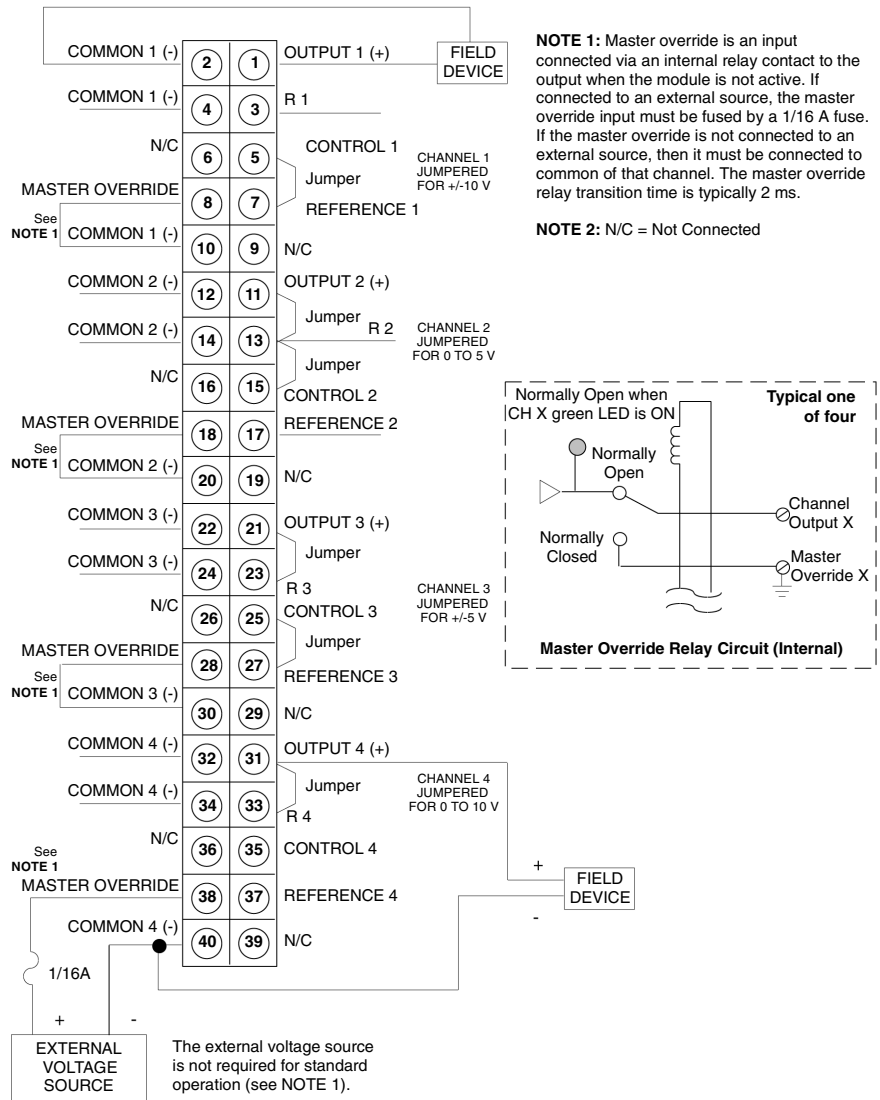 COMMON 1 (-) 2 1 OUTPUT 1 (+) FIELD DEVICE
COMMON 1 (-) 4 3 R 1
N/C 6 5 CONTROL 1
Jumper
CHANNEL 1
JUMPERED
FOR +/-10 V
MASTER OVERRIDE 8 7 REFERENCE 1
See
NOTE 1
COMMON 1 (-) 10 9 N/C
COMMON 2 (-) 12 11 OUTPUT 2 (+)
Jumper
COMMON 2 (-) 14 13 R 2
CHANNEL 2
JUMPERED
FOR 0 TO 5 V
Jumper
N/C 16 15 CONTROL 2
MASTER OVERRIDE 18 17 REFERENCE 2
See
NOTE 1
COMMON 2 (-) 20 19 N/C
COMMON 3 (-) 22 21 OUTPUT 3 (+)
Jumper
COMMON 3 (-) 24 23 R 3
CHANNEL 3
JUMPERED
FOR +/-5 V
N/C 26 25 CONTROL 3
Jumper
MASTER OVERRIDE 28 27 REFERENCE 3
See
NOTE 1
COMMON 3 (-) 30 29 N/C
COMMON 4 (-) 32 31 OUTPUT 4 (+)
Jumper
CHANNEL 4
JUMPERED
FOR 0 TO 10 V
COMMON 4 (-) 34 33 R 4
N/C 36 35 CONTROL 4
See
NOTE 1
MASTER OVERRIDE 38 37 REFERENCE 4
COMMON 4 (-) 40 39 N/C
+
FIELD
DEVICE
-
1/16A
+ -
EXTERNAL
VOLTAGE
SOURCE
The external voltage source
is not required for standard
operation (see NOTE 1).
NOTE 1: Master override is an input
connected via an internal relay contact to the
output when the module is not active. If
connected to an external source, the master
override input must be fused by a 1/16 A fuse.
If the master override is not connected to an
external source, then it must be connected to
common of that channel. The master override
relay transition time is typically 2 ms.
NOTE 2: N/C = Not Connected
Normally Open when
CH X green LED is ON
Typical one
of four
Normally
Open
Channel
Output X
Normally
Closed
Master
Override X
Master Override Relay Circuit (Internal)